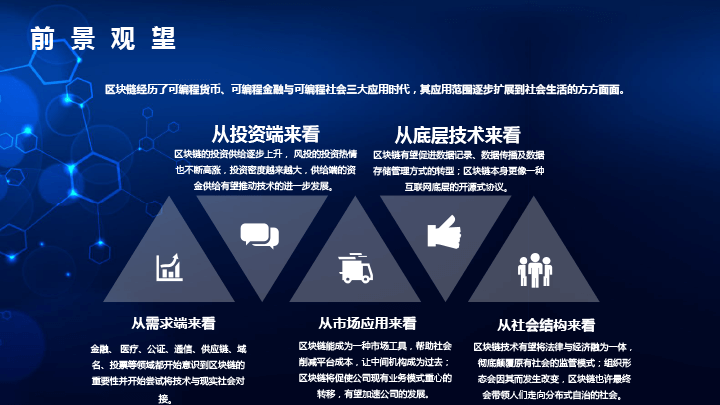 前景观望
区块链经历了可编程货币、可编程金融与可编程社会三大应用时代，其应用范围逐步扩展到社会生活的方方面面。
从投资端来看
区块链的投资供给逐步上升， 风投的投资热情
也不断高涨，投资密度越来越大，供给端的资
金供给有望推动技术的进一步发展。
从底层技术来看
区块链有望促进数据记录、数据传播及数据
存储管理方式的转型；区块链本身更像一种
互联网底层的开源式协议。
从需求端来看
金融、 医疗、公证、通信、供应链、域
名、投票等领域都开始意识到区块链的
重要性并开始尝试将技术与现实社会对
接。
从市场应用来看
区块链能成为一种市场工具，帮助社会
削减平台成本，让中间机构成为过去；
区块链将促使公司现有业务模式重心的
转移，有望加速公司的发展。
从社会结构来看
区块链技术有望将法律与经济融为一体，
彻底颠覆原有社会的监管模式；组织形
态会因其而发生改变，区块链也许最终
会带领人们走向分布式自治的社会。